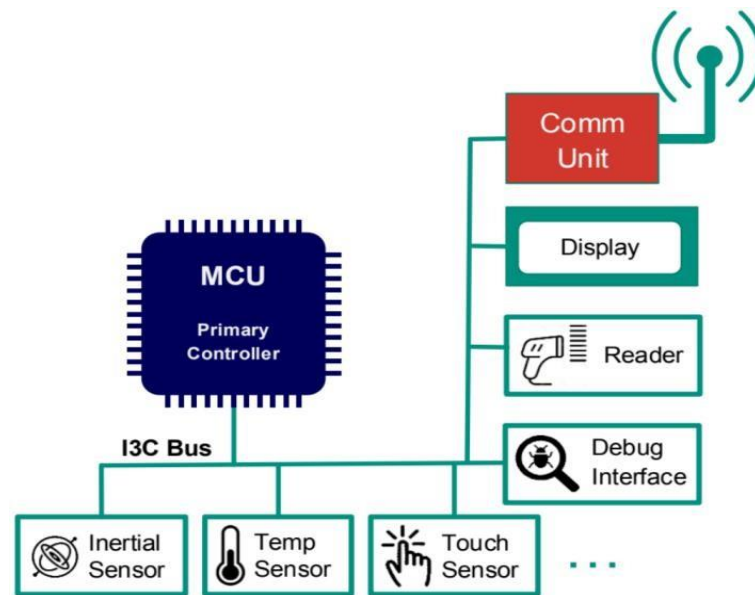 Comm
Unit
Display
MCU
Primary
Controller
Reader
I3C Bus
Debug
Interface
Inertial
Sensor
Temp
Sensor
Touch
Sensor
...